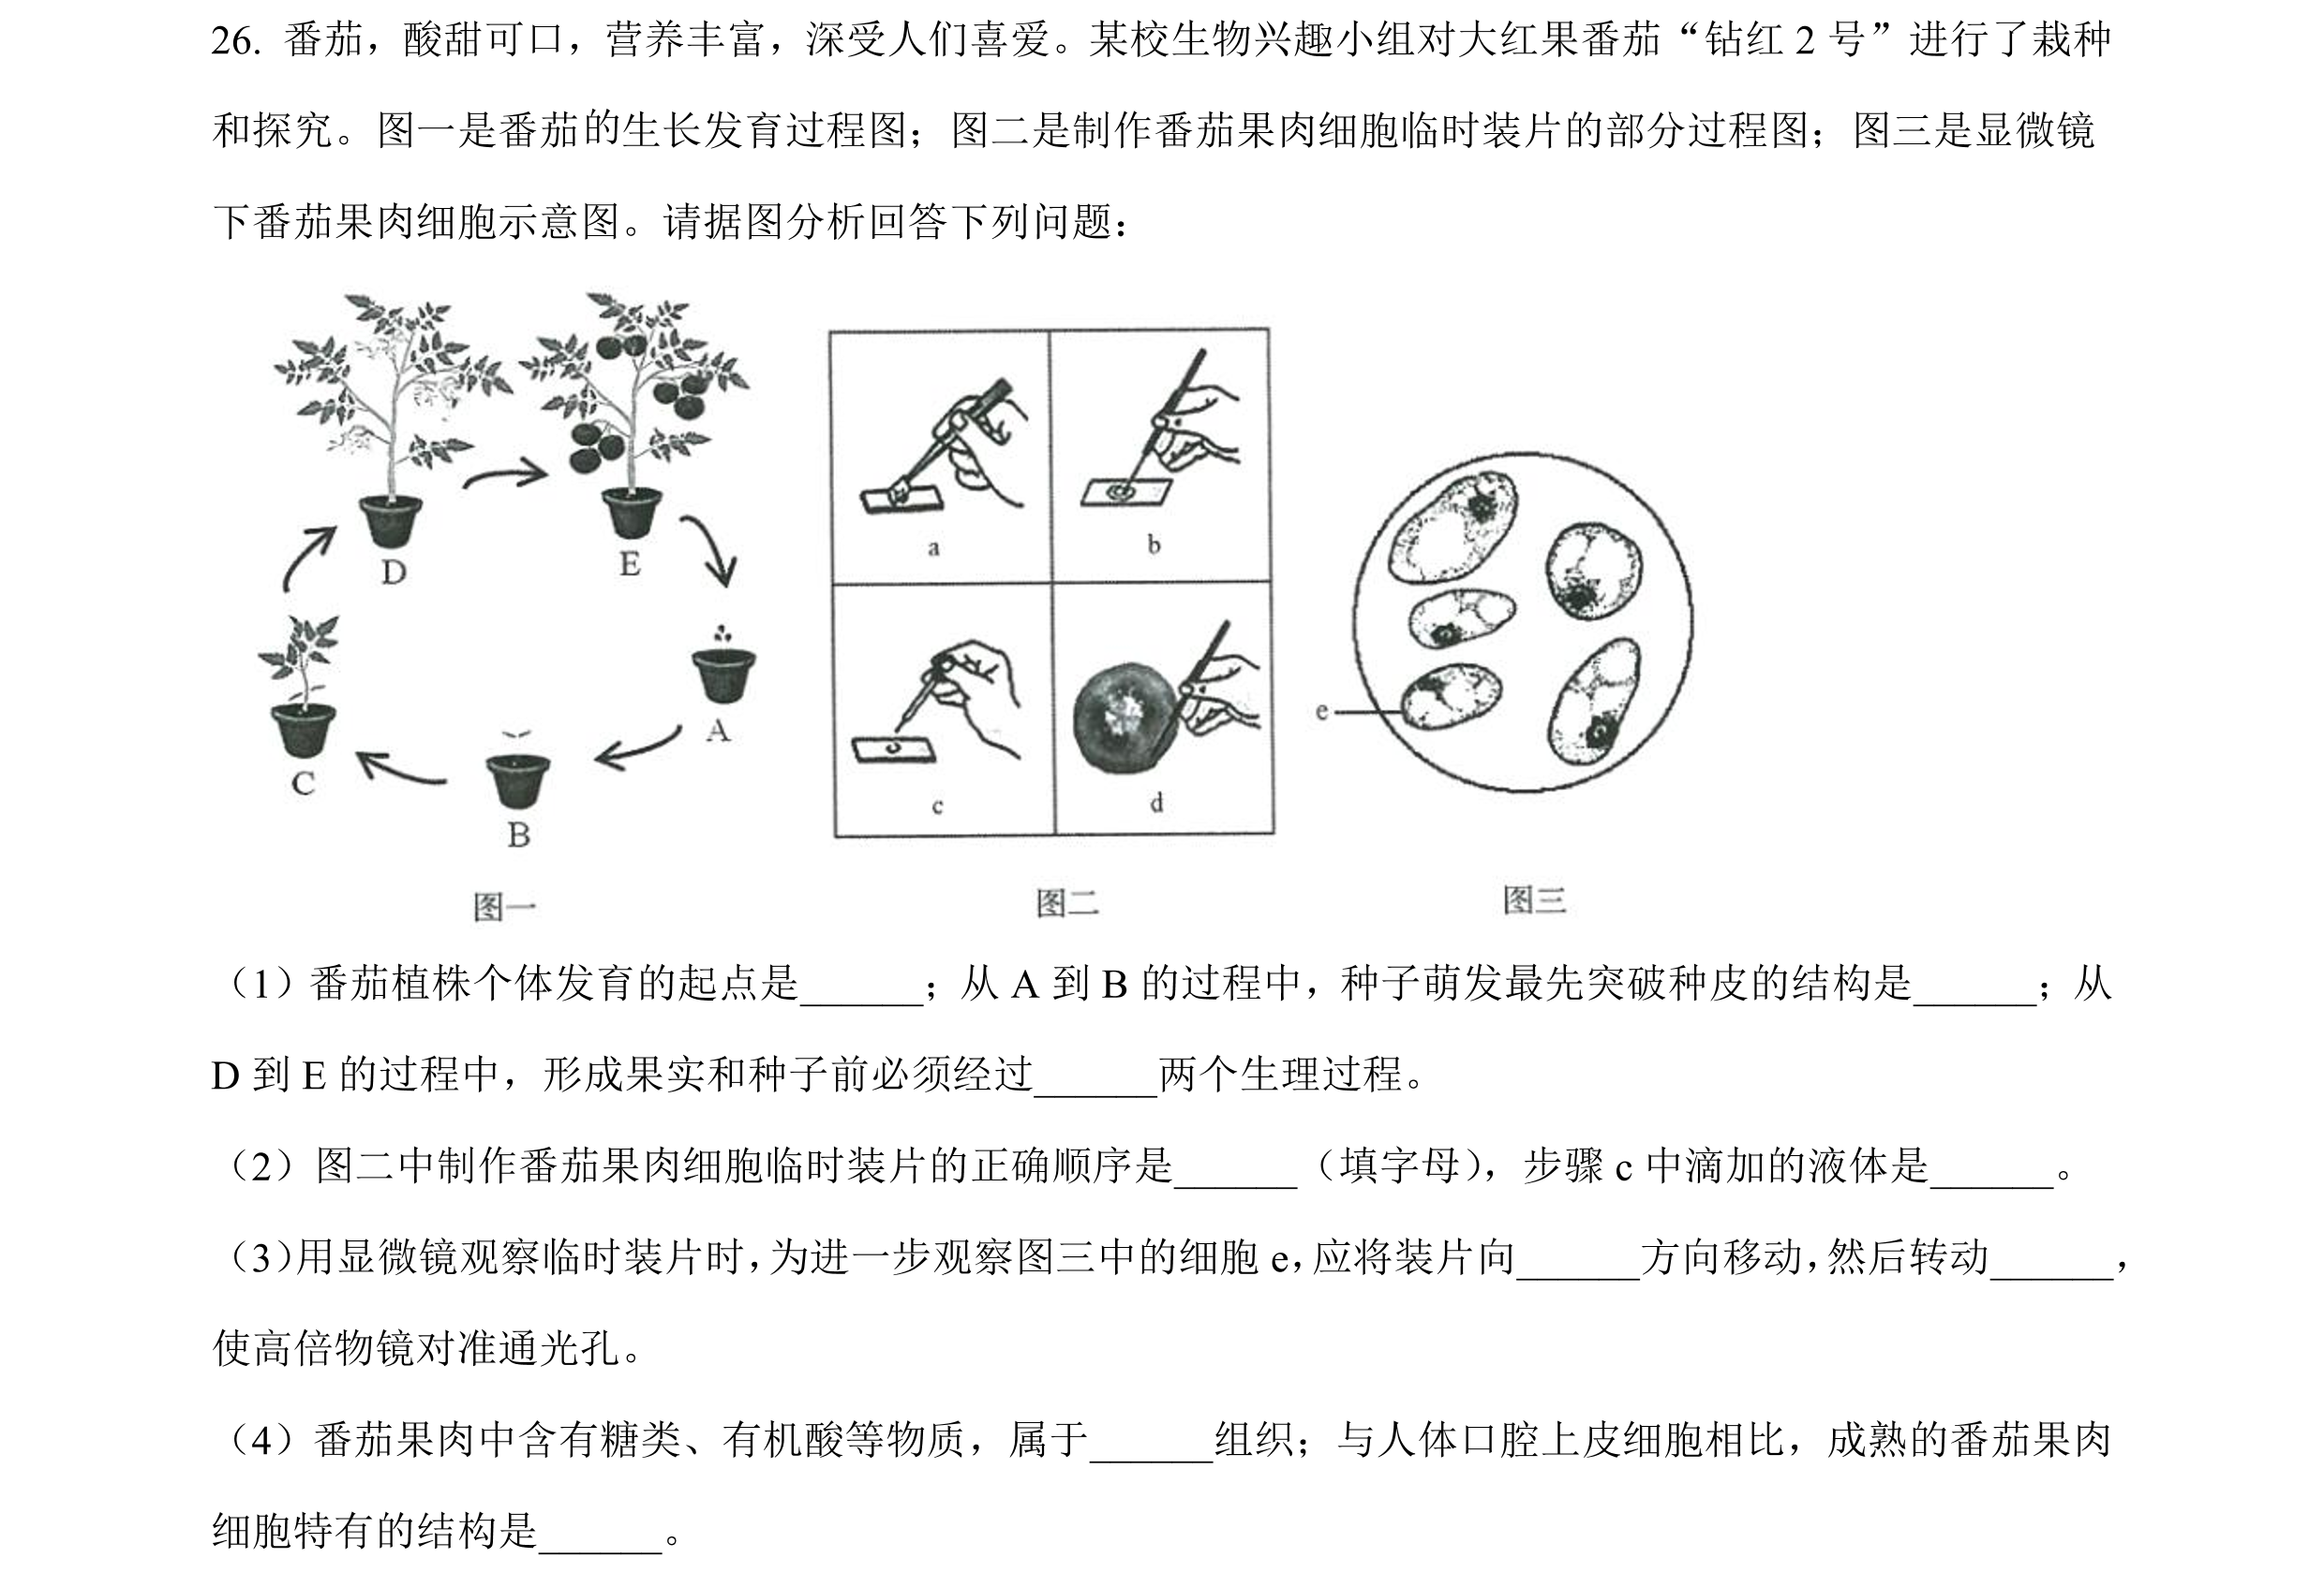 26. 番茄，酸甜可口，营养丰富，深受人们喜爱。某校生物兴趣小组对大红果番茄“钻红 2 号”进行了栽种
和探究。图一是番茄的生长发育过程图；图二是制作番茄果肉细胞临时装片的部分过程图；图三是显微镜
下番茄果肉细胞示意图。请据图分析回答下列问题：
D
E
C
A
B
图一
a
b
c
d
图二
e
图三
（1）番茄植株个体发育的起点是______；从 A 到 B 的过程中，种子萌发最先突破种皮的结构是______；从
D 到 E 的过程中，形成果实和种子前必须经过______两个生理过程。
（2）图二中制作番茄果肉细胞临时装片的正确顺序是______（填字母），步骤 c 中滴加的液体是______。
（3）用显微镜观察临时装片时，为进一步观察图三中的细胞 e，应将装片向______方向移动，然后转动______，
使高倍物镜对准通光孔。
（4）番茄果肉中含有糖类、有机酸等物质，属于______组织；与人体口腔上皮细胞相比，成熟的番茄果肉
细胞特有的结构是______。